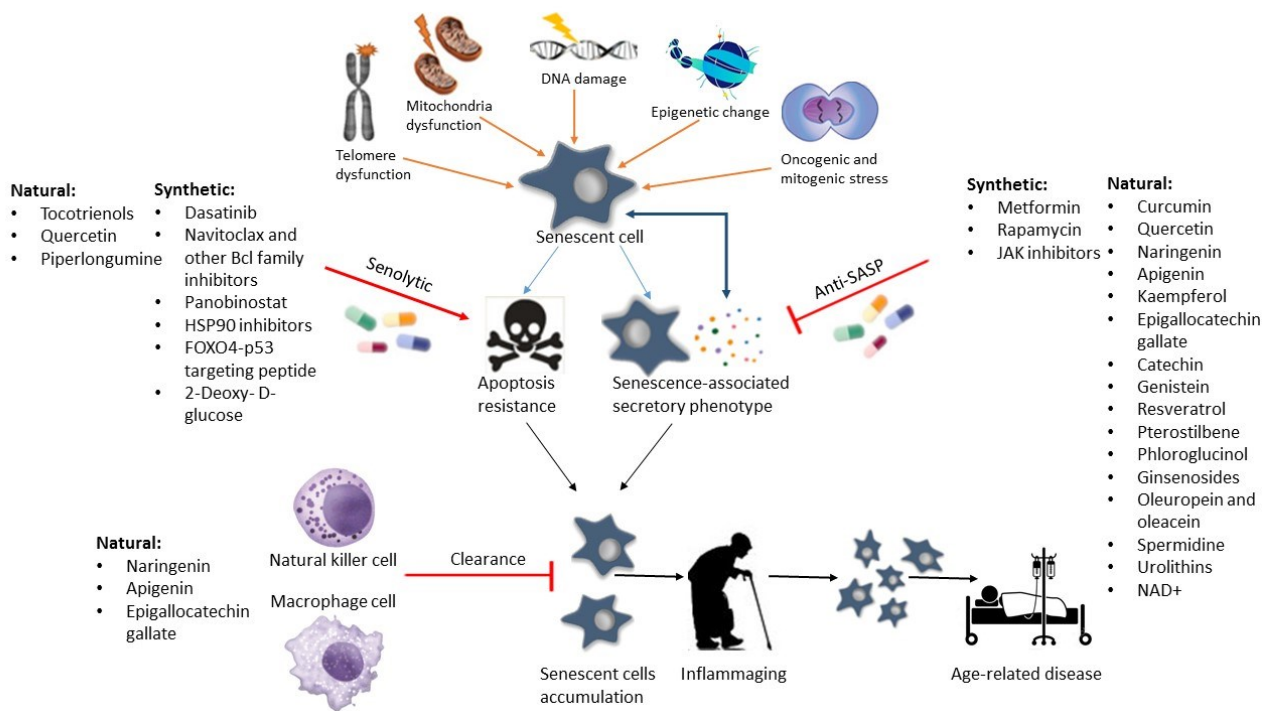 DNA damage
Mitochondria
dysfunction
Epigenetic change
Telomere
dysfunction
Oncogenic and
mitogenic stress
Senescent cell
Natural:
• Tocotrienols
• Quercetin
• Piperlongumine
Synthetic:
• Dasatinib
• Navitoclax and
other Bcl family
inhibitors
• Panobinostat
• HSP90 inhibitors
• FOXO4-p53
targeting peptide
• 2-Deoxy- D-
glucose
Senolytic
Anti-SASP
Synthetic:
• Metformin
• Rapamycin
• JAK inhibitors
Natural:
• Curcumin
• Quercetin
• Naringenin
• Apigenin
• Kaempferol
• Epigallocatechin
gallate
• Catechin
• Genistein
• Resveratrol
• Pterostilbene
• Phloroglucinol
• Ginsenosides
• Oleuropein and
oleacein
• Spermidine
• Urolithins
• NAD+
Apoptosis
resistance
Senescence-associated
secretory phenotype
Natural:
• Naringenin
• Apigenin
• Epigallocatechin
gallate
Natural killer cell
Macrophage cell
Clearance
Senescent cells
accumulation
Inflammaging
Age-related disease